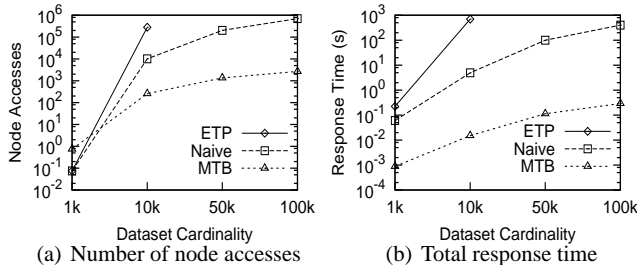 Node Accesses
10^6
10^5
10^4
10^3
10^2
10^1
10^0
10^-1
10^-2
ETP
Naive
MTB
1k 10k 50k 100k
Dataset Cardinality
(a) Number of node accesses
Response Time (s)
10^3
10^2
10^1
10^0
10^-1
10^-2
10^-3
10^-4
ETP
Naive
MTB
1k 10k 50k 100k
Dataset Cardinality
(b) Total response time